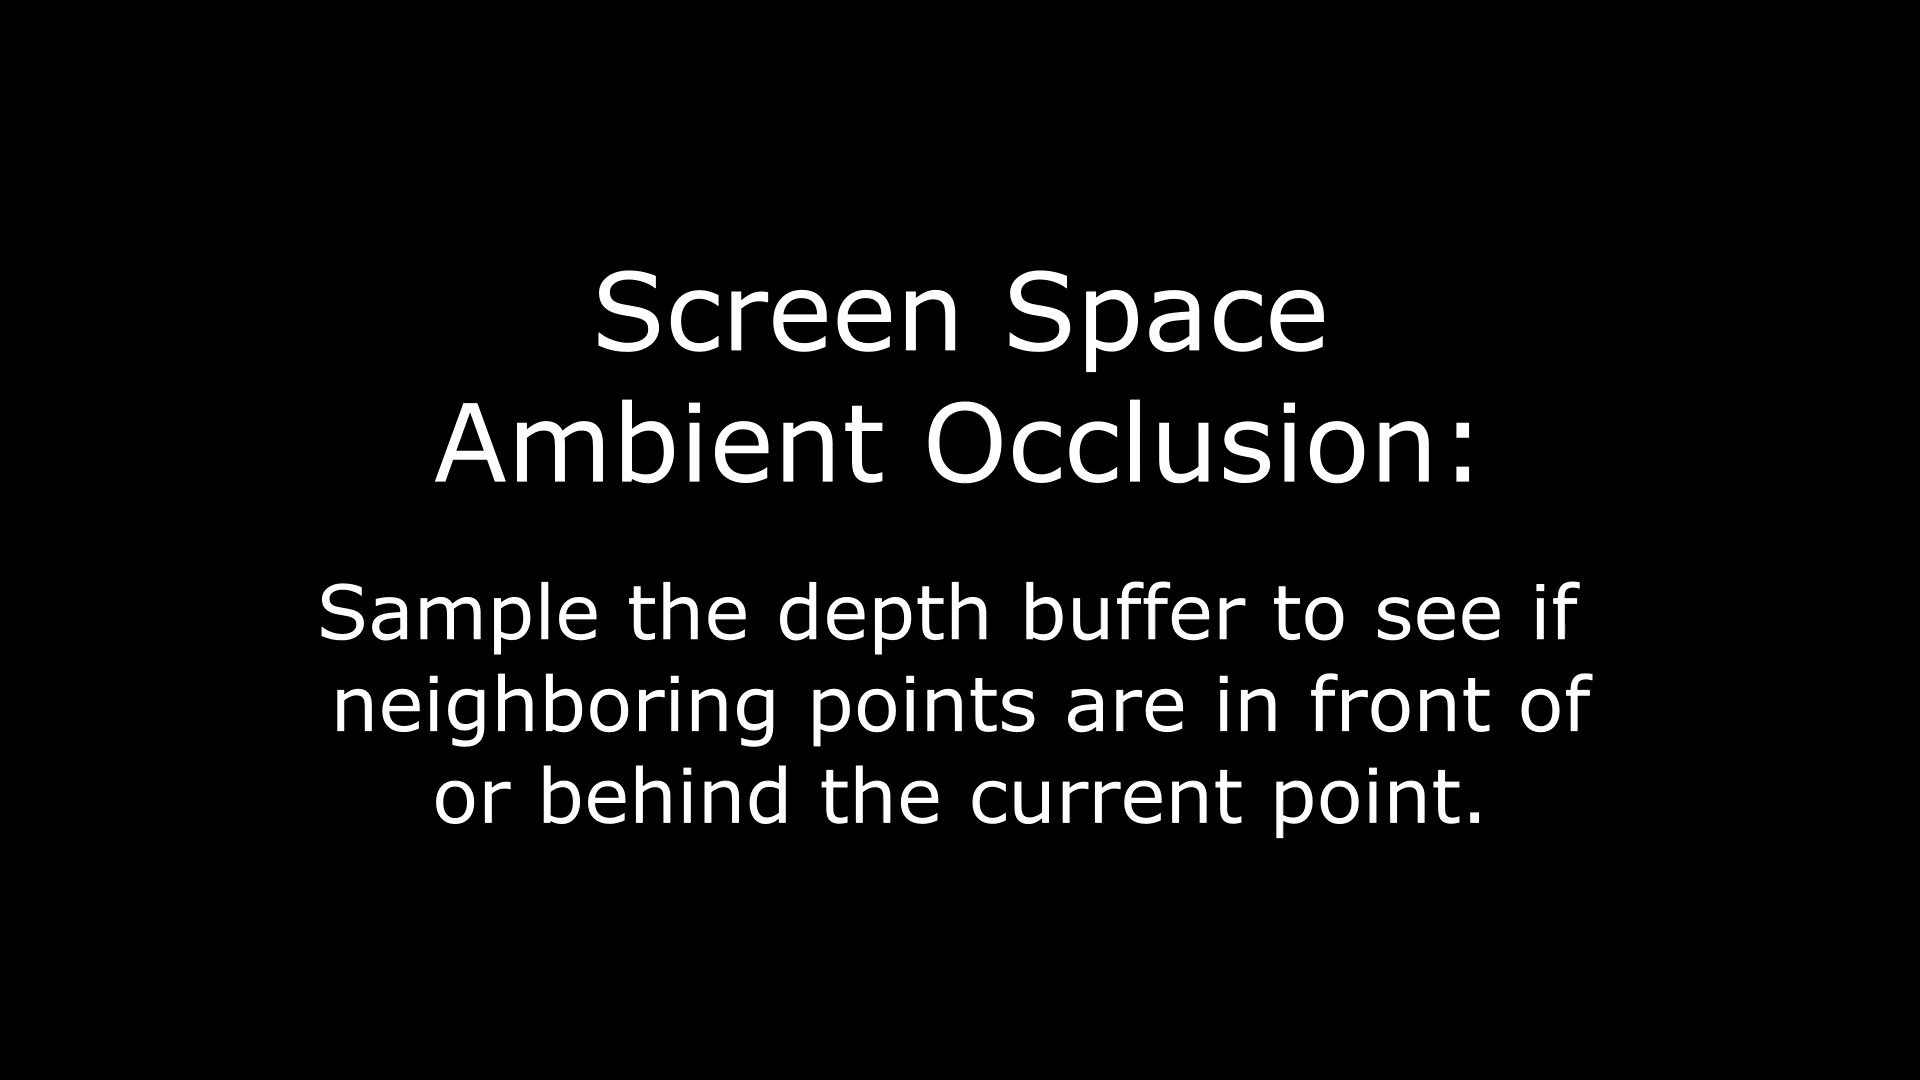 Screen Space
Ambient Occlusion:
Sample the depth buffer to see if
neighboring points are in front of
or behind the current point.